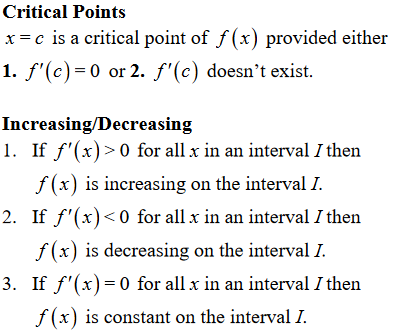 Critical Points
x = c is a critical point of f(x) provided either
1. f'(c) = 0 or 2. f'(c) doesn't exist.
Increasing/Decreasing
1. If f'(x) > 0 for all x in an interval I then
f(x) is increasing on the interval I.
2. If f'(x) < 0 for all x in an interval I then
f(x) is decreasing on the interval I.
3. If f'(x) = 0 for all x in an interval I then
f(x) is constant on the interval I.